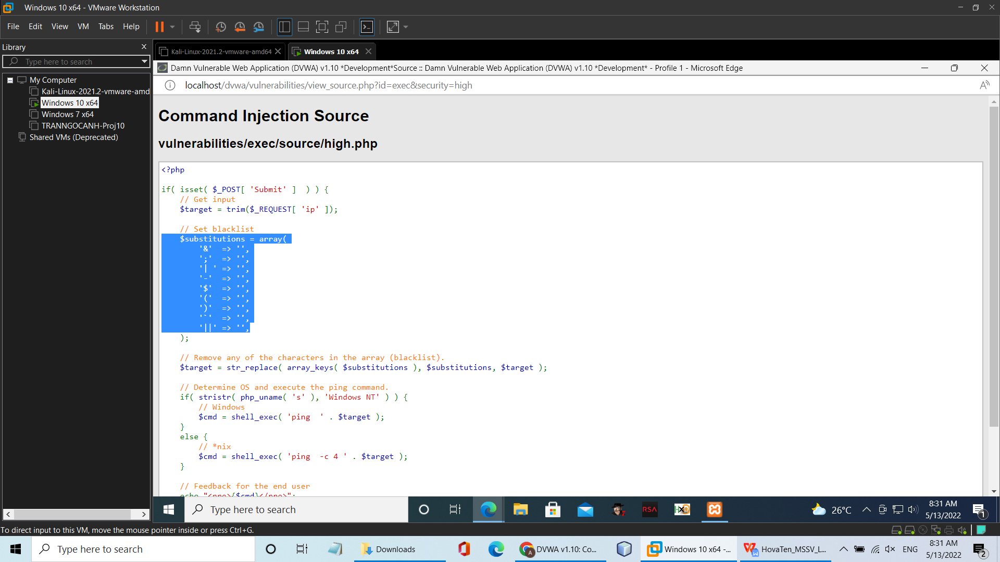 Windows 10 x64 - VMware Workstation
File Edit View VM Tabs Help
Library
Type here to search
My Computer
Kali-Linux-2021.2-vmware-amd
Windows 10 x64
Windows 7 x64
TRANNGOCANH-Proj10
Shared VMs (Deprecated)
Kali-Linux-2021.2-vmware-amd64
Windows 10 x64
Damn Vulnerable Web Application (DVWA) v1.10 *Development*Source :: Damn Vulnerable Web Application (DVWA) v1.10 *Development* - Profile 1 - Microsoft Edge
localhost/dvwa/vulnerabilities/view_source.php?id=exec&security=high
Command Injection Source
vulnerabilities/exec/source/high.php
<?php
if( isset( $_POST[ 'Submit' ]  ) ) {
    // Get input
    $target = trim($_REQUEST[ 'ip' ]);
    // Set blacklist
    $substitutions = array(
        '&'  => '',
        ';'  => '',
        '| ' => '',
        '-'  => '',
        '$'  => '',
        '('  => '',
        ')'  => '',
        '`'  => '',
        '||' => '',
    );
    // Remove any of the characters in the array (blacklist).
    $target = str_replace( array_keys( $substitutions ), $substitutions, $target );
    // Determine OS and execute the ping command.
    if( stristr( php_uname( 's' ), 'Windows NT' ) ) {
        // Windows
        $cmd = shell_exec( 'ping  ' . $target );
    }
    else {
        // *nix
        $cmd = shell_exec( 'ping  -c 4 ' . $target );
    }
    // Feedback for the end user
    echo "<pre>{$cmd}</pre>";
Type here to search
RSA
HxD
26°C
8:31 AM
5/13/2022
1
To direct input to this VM, move the mouse pointer inside or press Ctrl+G.
Type here to search
Downloads
DVWA v1.10: Co...
Windows 10 x64 -...
HovaTen_MSSV_L...
ENG
8:31 AM
5/13/2022
2